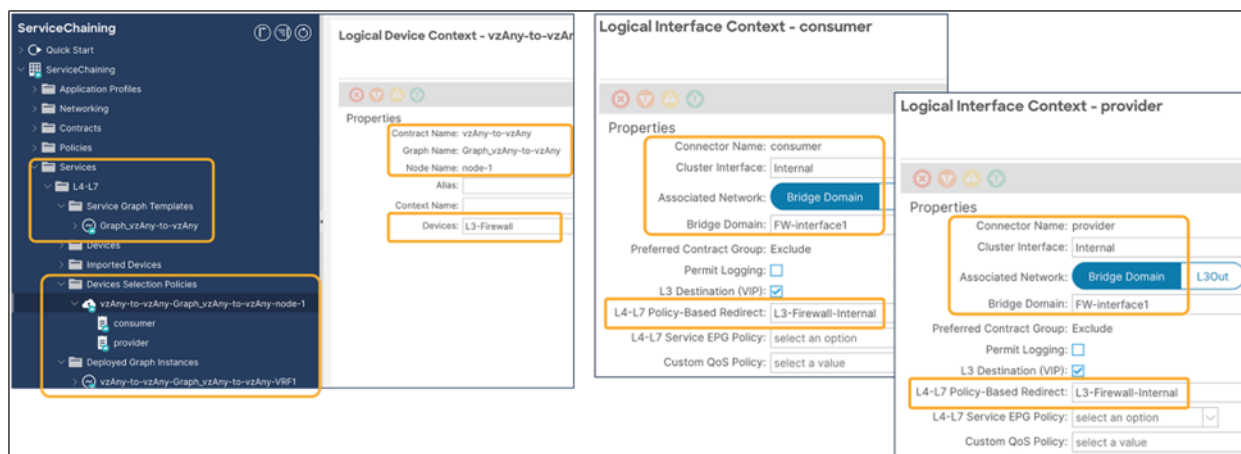 ServiceChaining
Quick Start
ServiceChaining
Application Profiles
Networking
Contracts
Policies
Services
L4-L7
Service Graph Templates
Graph_vzAny-to-vzAny
Devices
Imported Devices
Devices Selection Policies
vzAny-to-vzAny-Graph_vzAny-to-vzAny-node-1
consumer
provider
Deployed Graph Instances
vzAny-to-vzAny-Graph_vzAny-to-vzAny-VRF1
Logical Device Context - vzAny-to-vzAr
Properties
Contract Name: vzAny-to-vzAny
Graph Name: Graph_vzAny-to-vzAny
Node Name: node-1
Alias:
Context Name:
Devices: L3-Firewall
Logical Interface Context - consumer
Properties
Connector Name: consumer
Cluster Interface: Internal
Associated Network: Bridge Domain
Bridge Domain: FW-interface1
Preferred Contract Group: Exclude
Permit Logging:
L3 Destination (VIP):
L4-L7 Policy-Based Redirect: L3-Firewall-Internal
L4-L7 Service EPG Policy: select an option
Custom QoS Policy: select a value
Logical Interface Context - provider
Properties
Connector Name: provider
Cluster Interface: Internal
Associated Network: Bridge Domain L3Out
Bridge Domain: FW-interface1
Preferred Contract Group: Exclude
Permit Logging:
L3 Destination (VIP):
L4-L7 Policy-Based Redirect: L3-Firewall-Internal
L4-L7 Service EPG Policy: select an option
Custom QoS Policy: select a value